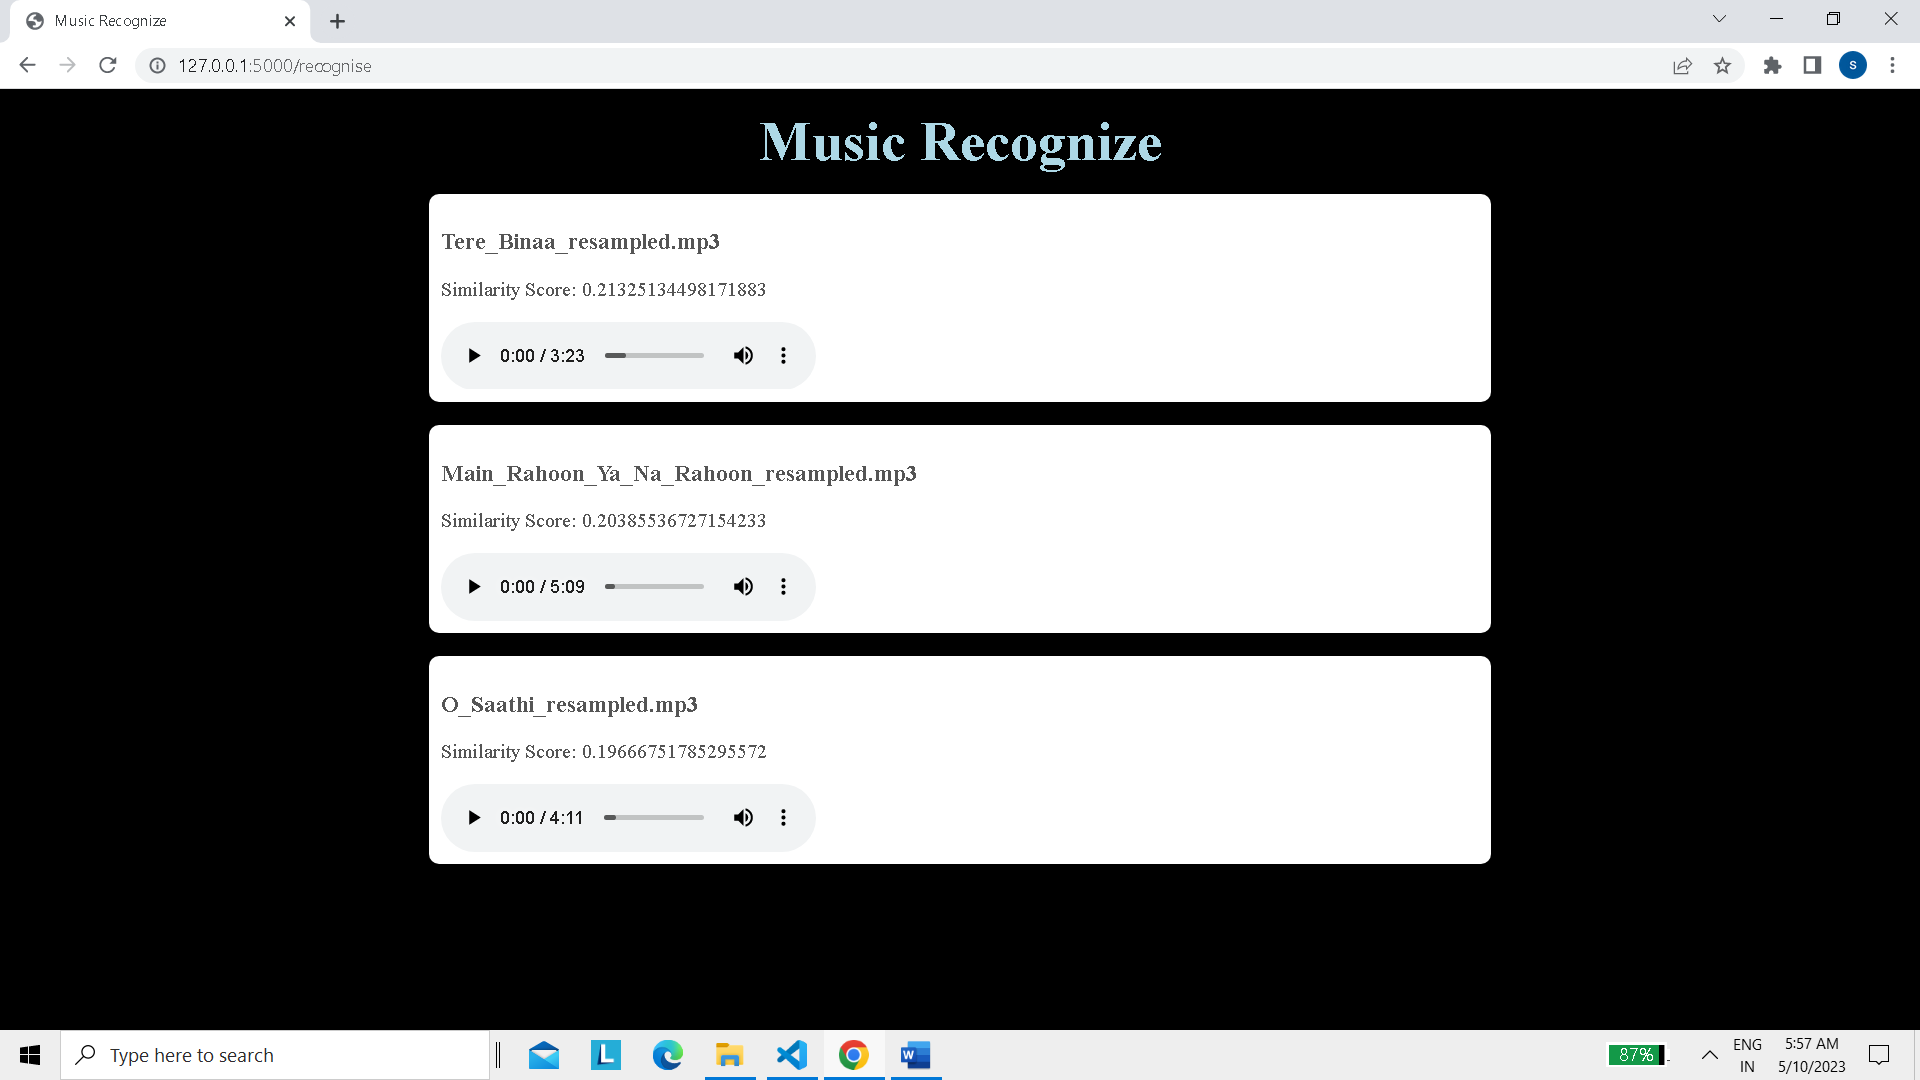 Music Recognize
127.0.0.1:5000/recognise
S
Music Recognize
Tere_Binaa_resampled.mp3
Similarity Score: 0.21325134498171883
0:00 / 3:23
Main_Rahoon_Ya_Na_Rahoon_resampled.mp3
Similarity Score: 0.20385536727154233
0:00 / 5:09
O_Saathi_resampled.mp3
Similarity Score: 0.19666751785295572
0:00 / 4:11
Type here to search
L
W
87%
ENG
IN
5:57 AM
5/10/2023